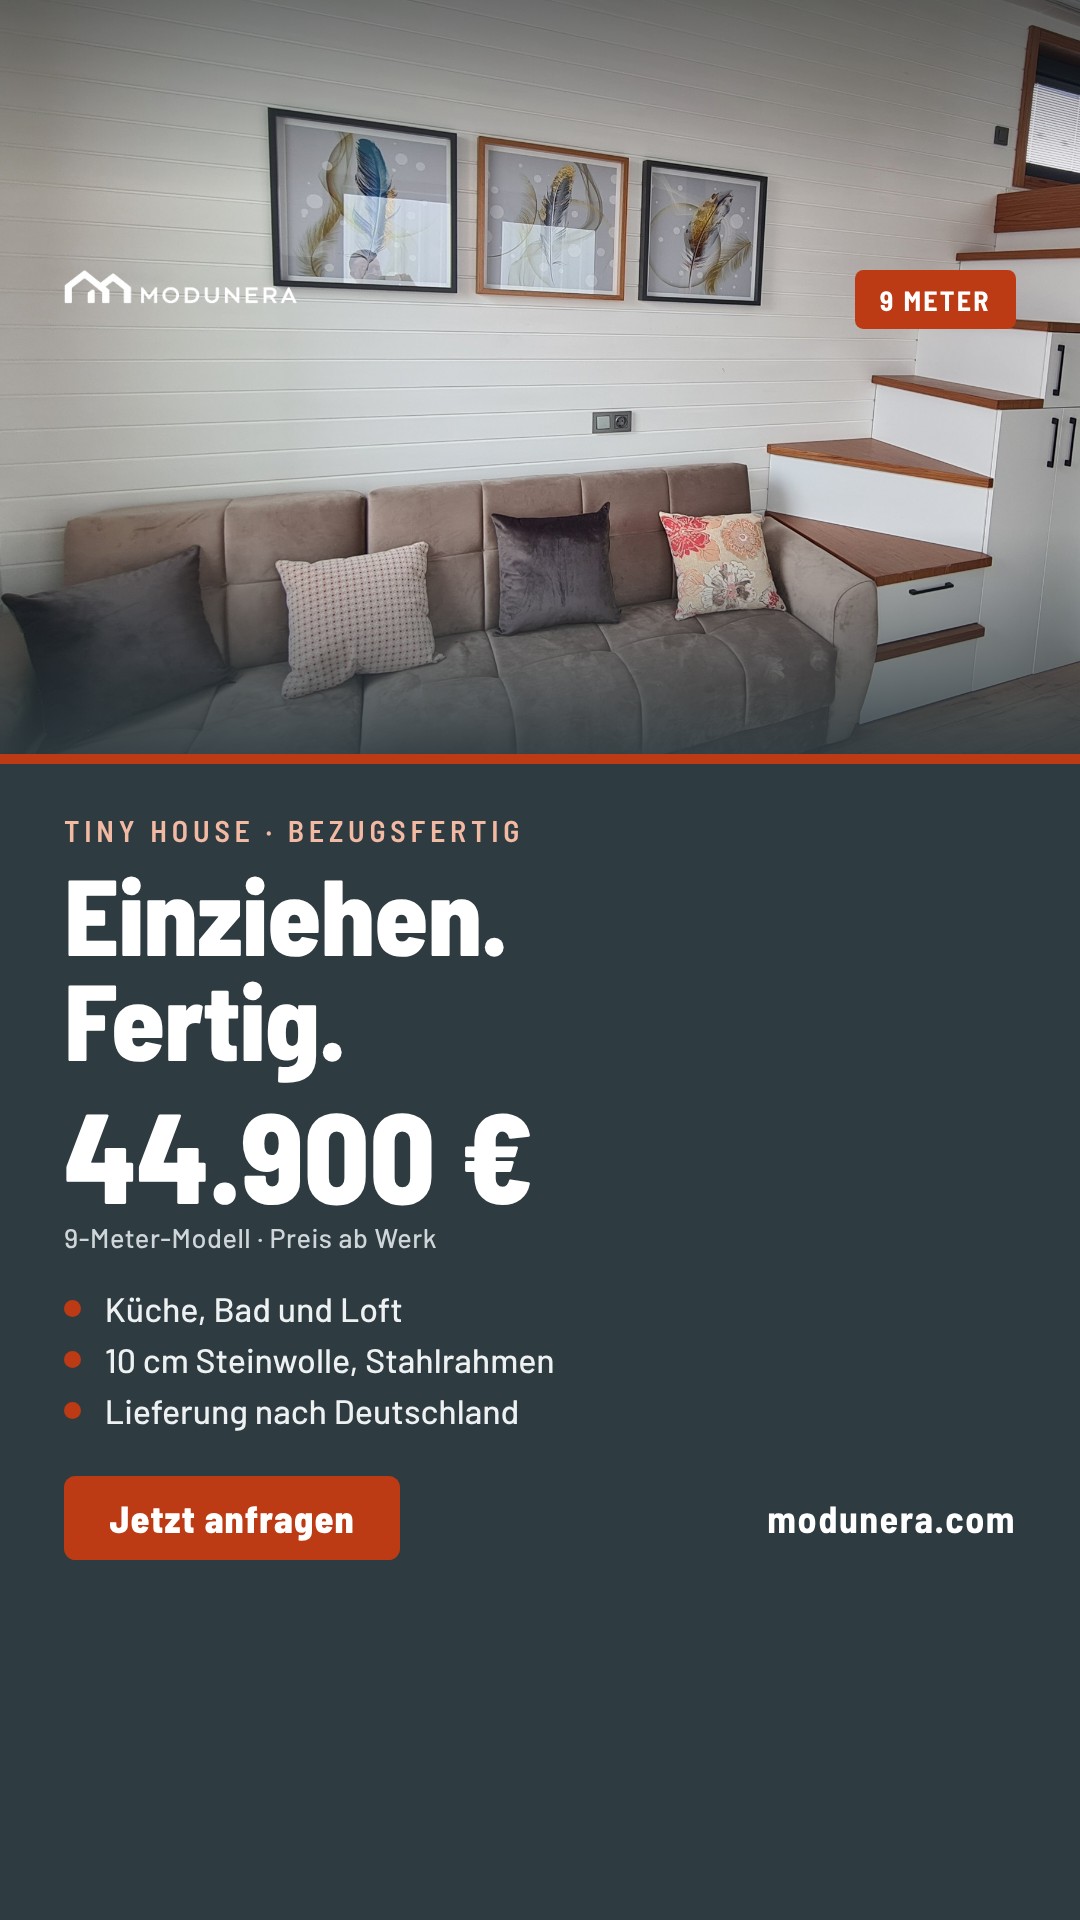 MODUNERA
9 METER
TINY HOUSE · BEZUGSFERTIG
Einziehen.
Fertig.
44.900 €
9-Meter-Modell · Preis ab Werk
Küche, Bad und Loft
10 cm Steinwolle, Stahlrahmen
Lieferung nach Deutschland
Jetzt anfragen
modunera.com